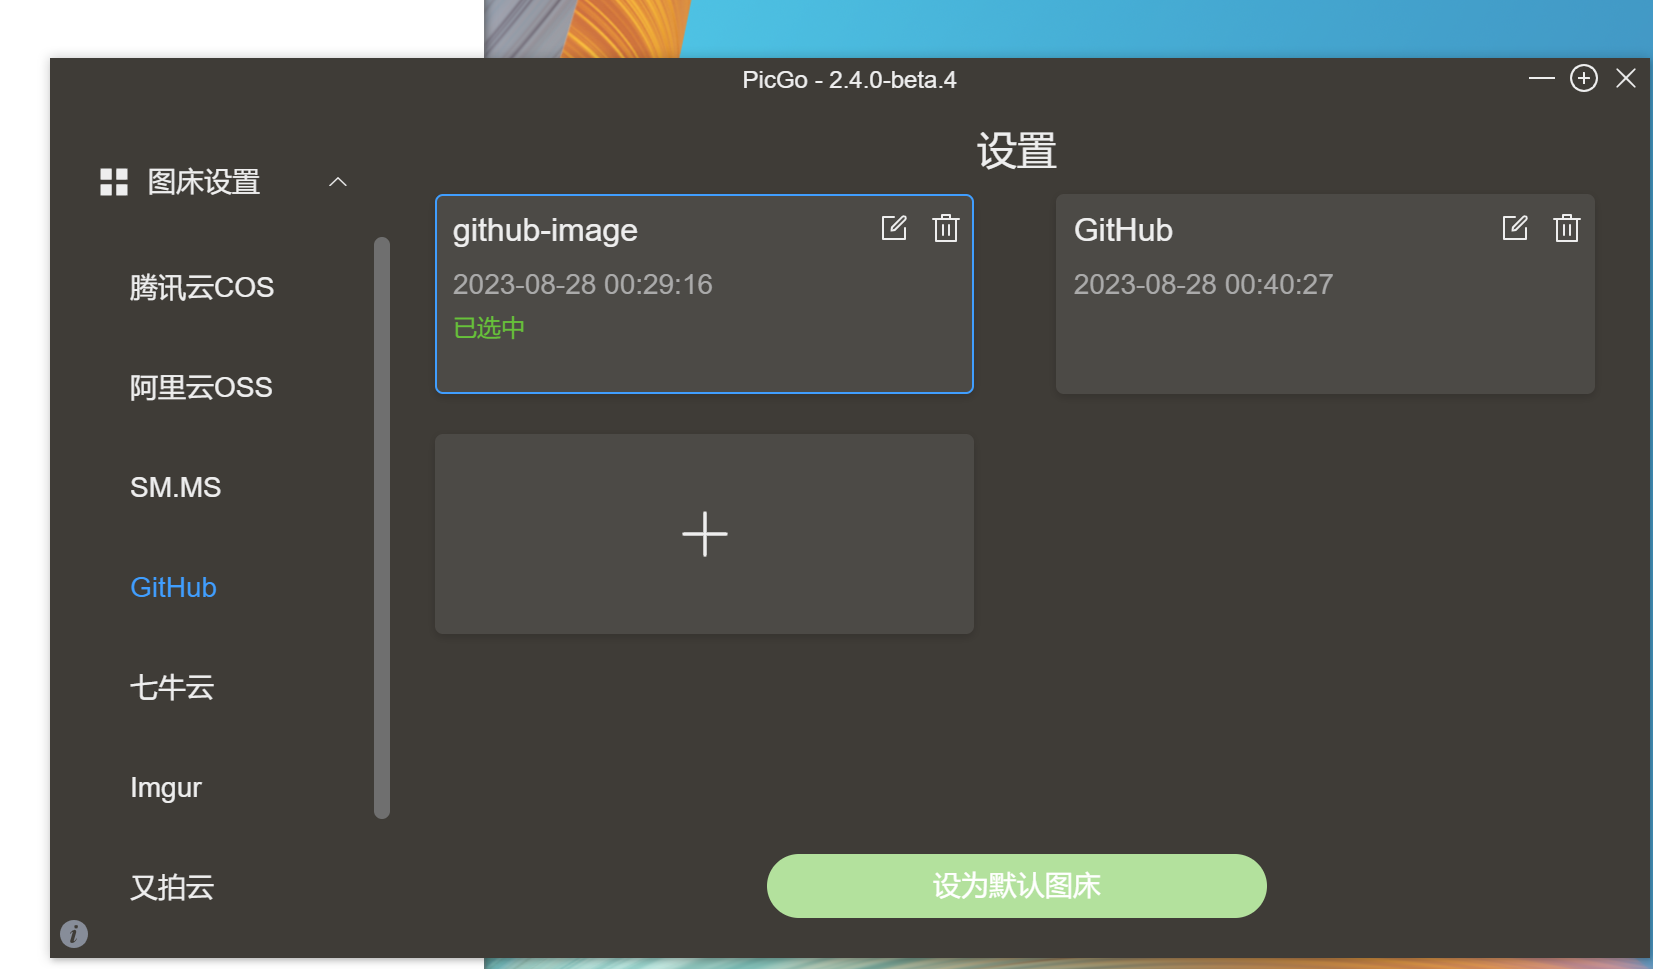 PicGo - 2.4.0-beta.4
图床设置
腾讯云COS
阿里云OSS
SM.MS
GitHub
七牛云
Imgur
又拍云
设置
github-image
2023-08-28 00:29:16
已选中
GitHub
2023-08-28 00:40:27
设为默认图床